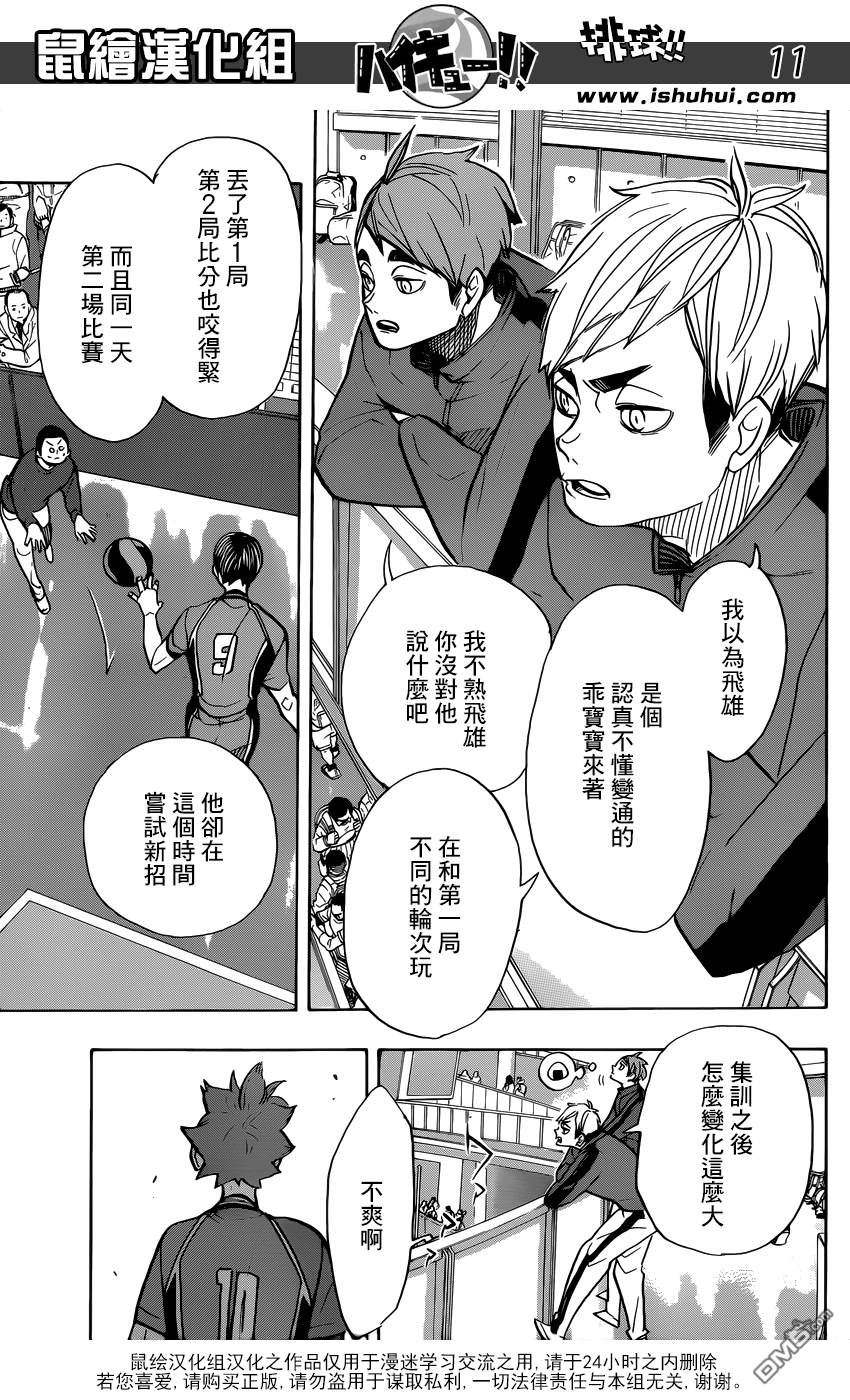 鼠繪漢化組
ハイキュー!!
排球!!
11
www.ishuhui.com
我以為飛雄
是個
認真不懂變通的
乖寶寶來著
我不熟飛雄
你沒對他
說什麼吧
在和第一局
不同的輪次玩
丟了第1局
第2局比分也咬得緊
而且同一天
第二場比賽
9
他卻在
這個時間
嘗試新招
集訓之後
怎麼變化這麼大
不爽啊
10
鼠绘汉化组汉化之作品仅用于漫迷学习交流之用, 请于24小时之内删除
若您喜爱, 请购买正版, 请勿盗用于谋取私利, 一切法律责任与本组无关, 谢谢。
DM5.com